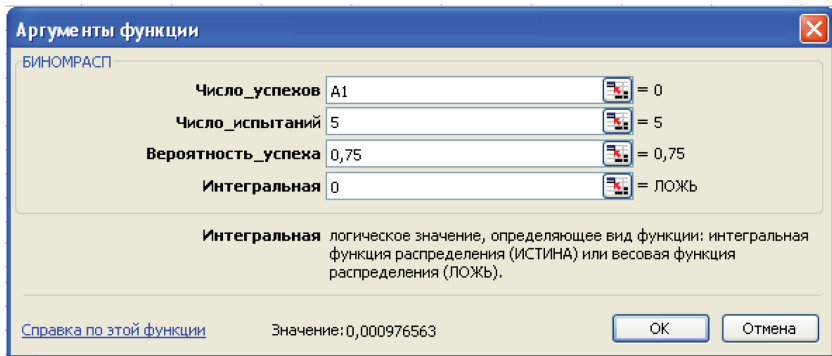 Аргументы функции
БИНОМРАСП
Число_успехов A1 = 0
Число_испытаний 5 = 5
Вероятность_успеха 0,75 = 0,75
Интегральная 0 = ЛОЖЬ
Интегральная логическое значение, определяющее вид функции: интегральная
функция распределения (ИСТИНА) или весовая функция
распределения (ЛОЖЬ).
Справка по этой функции Значение:0,000976563 ОК Отмена